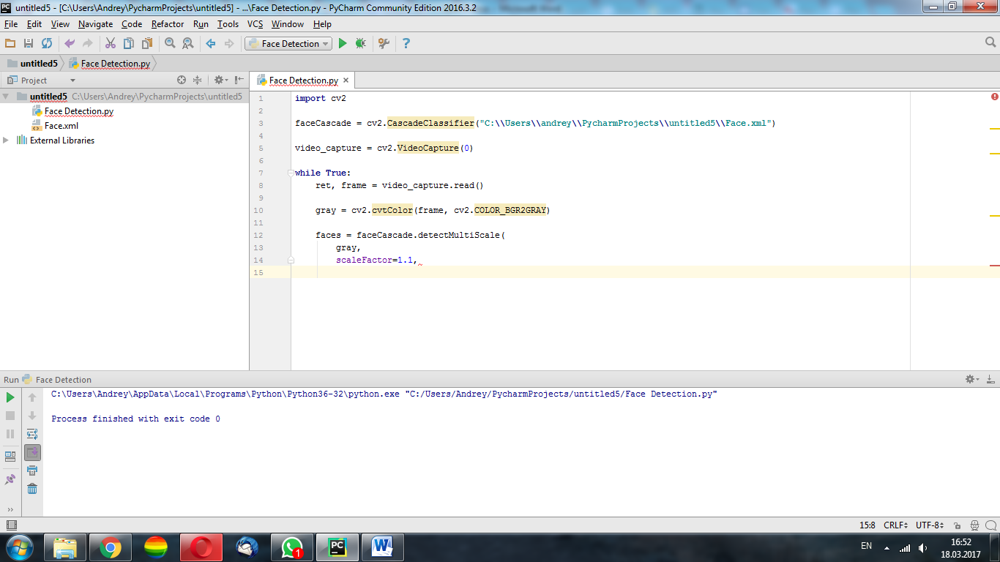 untitled5 - [C:\Users\Andrey\PycharmProjects\untitled5] - ...\Face Detection.py - PyCharm Community Edition 2016.3.2
File Edit View Navigate Code Refactor Run Tools VCS Window Help
Face Detection
untitled5 Face Detection.py
Project
Face Detection.py
untitled5 C:\Users\Andrey\PycharmProjects\untitled5
Face Detection.py
Face.xml
External Libraries
1 import cv2
2
3 faceCascade = cv2.CascadeClassifier("C:\\Users\\andrey\\PycharmProjects\\untitled5\\Face.xml")
4
5 video_capture = cv2.VideoCapture(0)
6
7 while True:
8 ret, frame = video_capture.read()
9
10 gray = cv2.cvtColor(frame, cv2.COLOR_BGR2GRAY)
11
12 faces = faceCascade.detectMultiScale(
13 gray,
14 scaleFactor=1.1,
15
Run Face Detection
C:\Users\Andrey\AppData\Local\Programs\Python\Python36-32\python.exe "C:/Users/Andrey/PycharmProjects/untitled5/Face Detection.py"
Process finished with exit code 0
15:8 CRLF UTF-8
1
PC
W
EN
16:52
18.03.2017